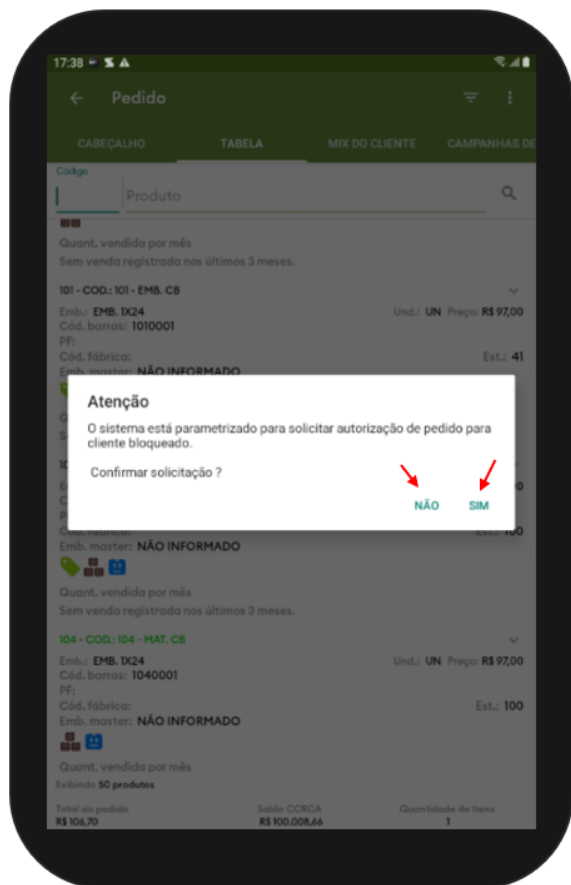 17:38
Pedido
CABEÇALHO TABELA MIX DO CLIENTE CAMPANHAS DE
Código
Produto
Quant. vendida por mês
Sem venda registrada nos últimos 3 meses.
101 - COD.: 101 - EMB. CB
Emb.: EMB. 1X24 Und.: UN Preço: R$ 97,00
Cód. barras: 1010001
PF:
Cód. fábrica: Est.: 41
Emb. master: NÃO INFORMADO
Atenção
O sistema está parametrizado para solicitar autorização de pedido para
cliente bloqueado.
Confirmar solicitação ?
NÃO SIM
Cód. fábrica: Est.: 100
Emb. master: NÃO INFORMADO
Quant. vendida por mês
Sem venda registrada nos últimos 3 meses.
104 - COD.: 104 - MAT. CB
Emb.: EMB. 1X24 Und.: UN Preço: R$ 97,00
Cód. barras: 1040001
PF:
Cód. fábrica: Est.: 100
Emb. master: NÃO INFORMADO
Quant. vendida por mês
Exibindo 50 produtos
Total do pedido Saldo CCRCA Quantidade de Itens
R$ 106,70 R$ 100.008,66 1